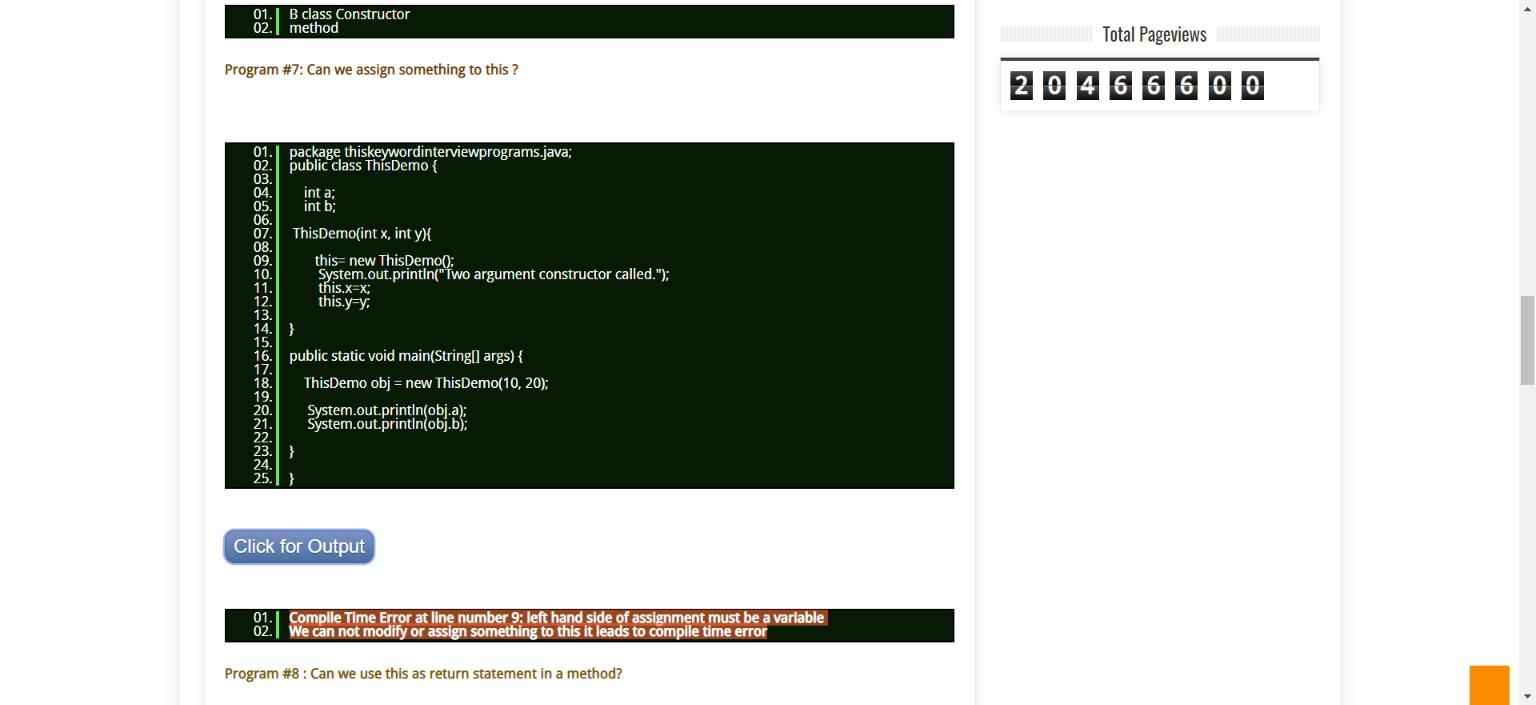 01. B class Constructor
02. method
Total Pageviews
2 0 4 6 6 6 0 0
Program #7: Can we assign something to this ?
01. package thiskeywordinterviewprograms.java;
02. public class ThisDemo {
03.
04. int a;
05. int b;
06.
07. ThisDemo(int x, int y){
08.
09. this= new ThisDemo();
10. System.out.println("Two argument constructor called.");
11. this.x=x;
12. this.y=y;
13.
14. }
15.
16. public static void main(String[] args) {
17.
18. ThisDemo obj = new ThisDemo(10, 20);
19.
20. System.out.println(obj.a);
21. System.out.println(obj.b);
22.
23. }
24.
25. }
Click for Output
01. Compile Time Error at line number 9: left hand side of assignment must be a variable
02. We can not modify or assign something to this it leads to compile time error
Program #8 : Can we use this as return statement in a method?